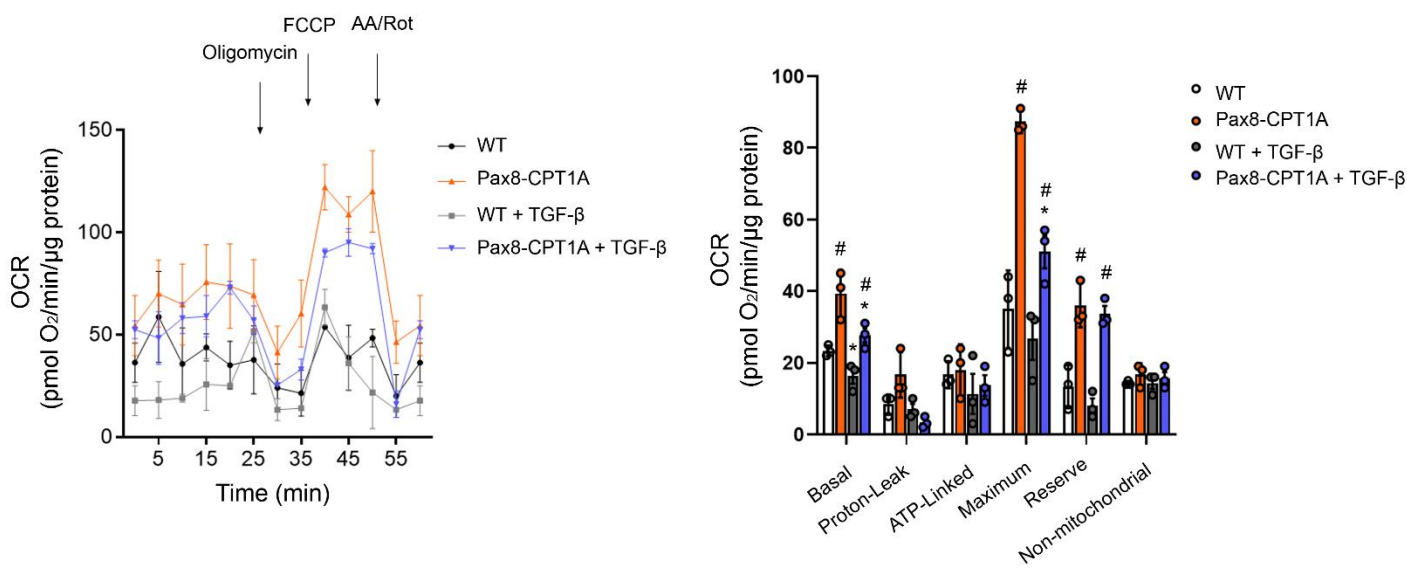 Oligomycin
FCCP
AA/Rot
OCR
(pmol O₂/min/µg protein)
150
100
50
0
5
15
25
35
45
55
Time (min)
WT
Pax8-CPT1A
WT + TGF-β
Pax8-CPT1A + TGF-β
OCR
(pmol O₂/min/µg protein)
100
80
60
40
20
0
#
*
#
*
#
#
*
#
#
Basal
Proton-Leak
ATP-Linked
Maximum
Reserve
Non-mitochondrial
WT
Pax8-CPT1A
WT + TGF-β
Pax8-CPT1A + TGF-β